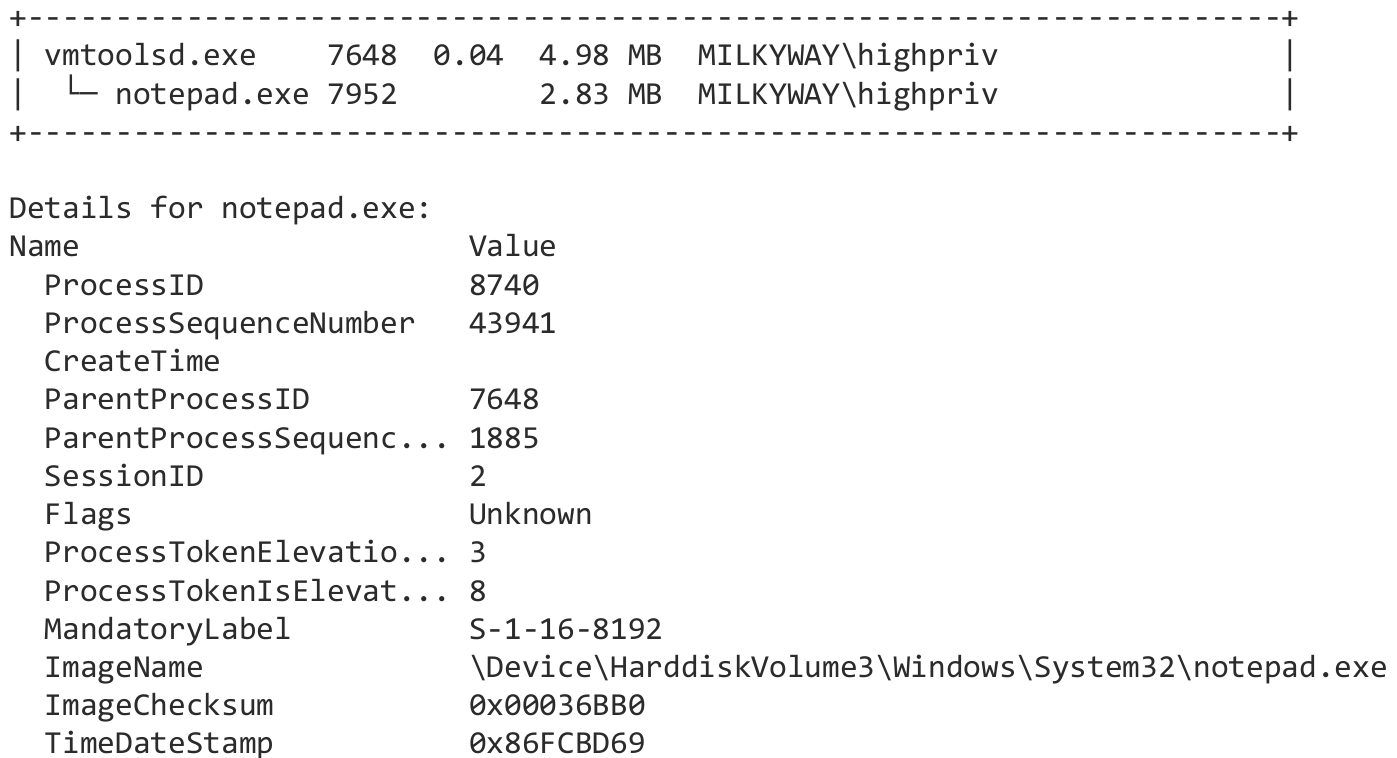 +-----------------------------------------------------------------------+
| vmtoolsd.exe    7648  0.04  4.98 MB  MILKYWAY\highpriv                |
|  └─ notepad.exe 7952        2.83 MB  MILKYWAY\highpriv                |
+-----------------------------------------------------------------------+
Details for notepad.exe:
Name                      Value
  ProcessID               8740
  ProcessSequenceNumber   43941
  CreateTime
  ParentProcessID         7648
  ParentProcessSequenc... 1885
  SessionID               2
  Flags                   Unknown
  ProcessTokenElevatio... 3
  ProcessTokenIsElevat... 8
  MandatoryLabel          S-1-16-8192
  ImageName               \Device\HarddiskVolume3\Windows\System32\notepad.exe
  ImageChecksum           0x00036BB0
  TimeDateStamp           0x86FCBD69